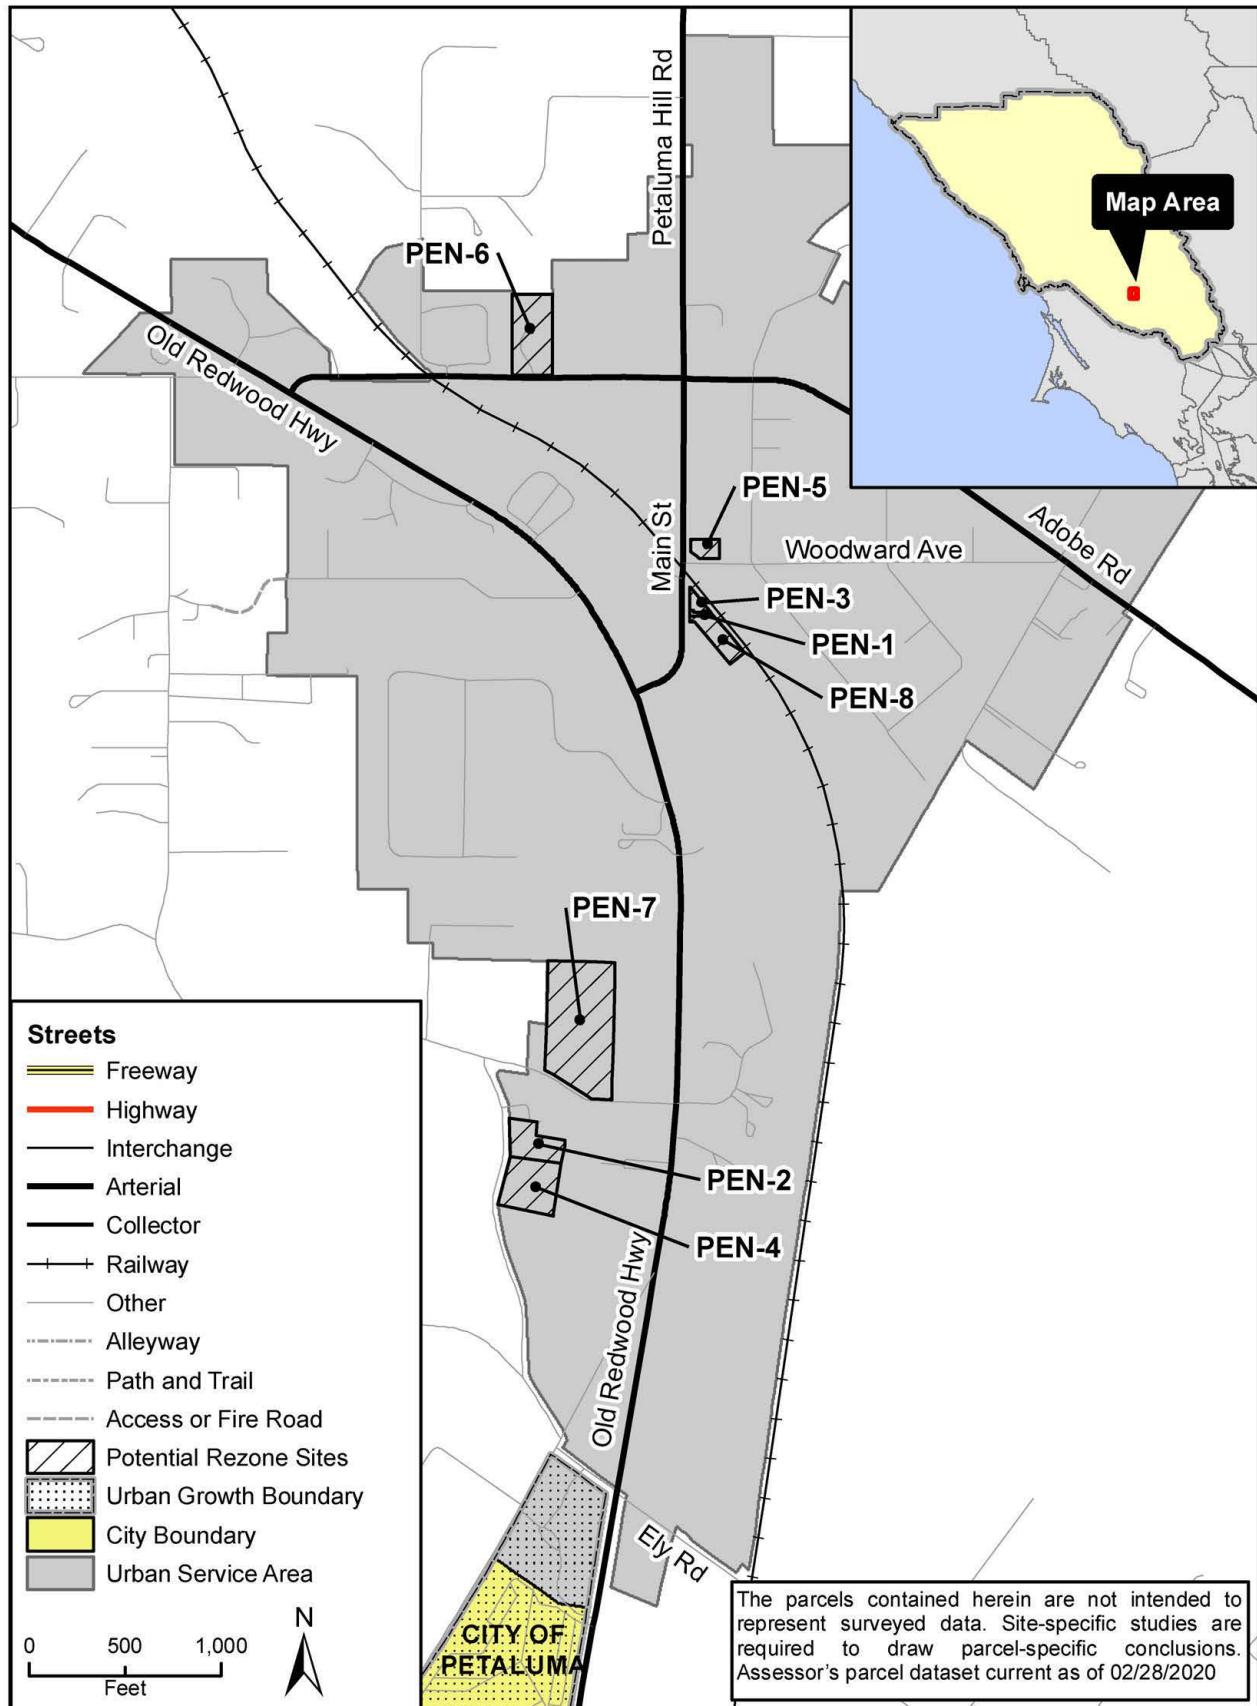 Petaluma Hill Rd
Map Area
PEN-6
Old Redwood Hwy
PEN-5
Main St
Woodward Ave
Adobe Rd
PEN-3
PEN-1
PEN-8
PEN-7
PEN-2
PEN-4
Old Redwood Hwy
Ely Rd
CITY OF
PETALUMA
Streets
Freeway
Highway
Interchange
Arterial
Collector
Railway
Other
Alleyway
Path and Trail
Access or Fire Road
Potential Rezone Sites
Urban Growth Boundary
City Boundary
Urban Service Area
N
0 500 1,000
Feet
The parcels contained herein are not intended to
represent surveyed data. Site-specific studies are
required to draw parcel-specific conclusions.
Assessor's parcel dataset current as of 02/28/2020